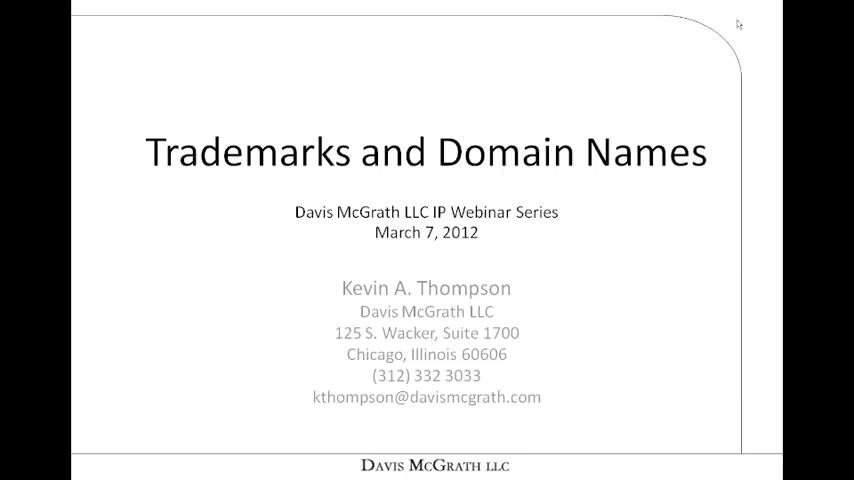 Trademarks and Domain Names
Davis McGrath LLC IP Webinar Series
March 7, 2012
Kevin A. Thompson
Davis McGrath LLC
125 S. Wacker, Suite 1700
Chicago, Illinois 60606
(312) 332 3033
kthompson@davismcgrath.com
DAVIS MCGRATH LLC